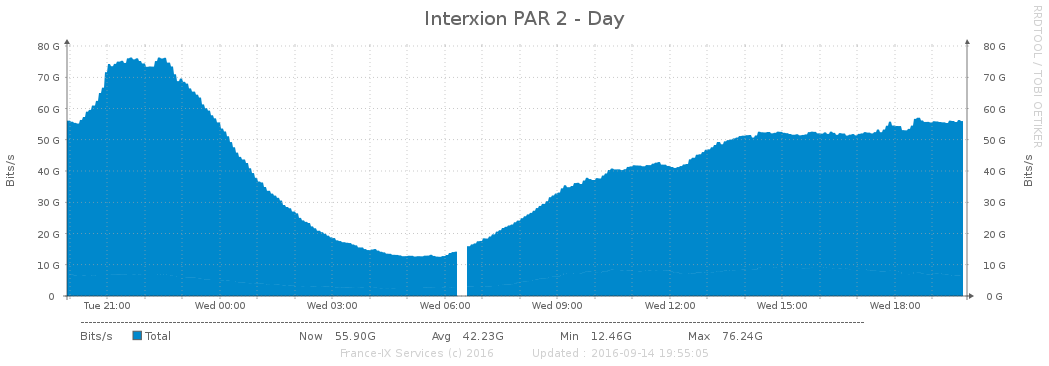 Interxion PAR 2 - Day
RRDTOOL / TOBI OETIKER
80 G 80 G
70 G 70 G
60 G 60 G
50 G 50 G
40 G 40 G
30 G 30 G
20 G 20 G
10 G 10 G
0 0 G
Bits/s
Bits/s
Tue 21:00 Wed 00:00 Wed 03:00 Wed 06:00 Wed 09:00 Wed 12:00 Wed 15:00 Wed 18:00
Bits/s Total Now 55.90G Avg 42.23G Min 12.46G Max 76.24G
France-IX Services (c) 2016 Updated : 2016-09-14 19:55:05